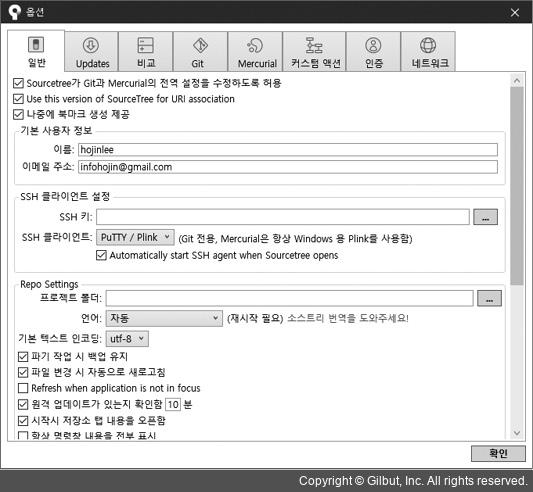 옵션
일반 Updates 비교 Git Mercurial 커스텀 액션 인증 네트워크
Sourcetree가 Git과 Mercurial의 전역 설정을 수정하도록 허용
Use this version of SourceTree for URI association
나중에 북마크 생성 제공
기본 사용자 정보
이름: hojinlee
이메일 주소: infohojin@gmail.com
SSH 클라이언트 설정
SSH 키: ...
SSH 클라이언트: PuTTY / Plink (Git 전용, Mercurial은 항상 Windows 용 Plink를 사용함)
Automatically start SSH agent when Sourcetree opens
Repo Settings
프로젝트 폴더: ...
언어: 자동 (재시작 필요) 소스트리 번역을 도와주세요!
기본 텍스트 인코딩: utf-8
파기 작업 시 백업 유지
파일 변경 시 자동으로 새로고침
Refresh when application is not in focus
원격 업데이트가 있는지 확인함 10 분
시작시 저장소 탭 내용을 오픈함
항상 명령창 내용을 전부 표시
확인
Copyright © Gilbut, Inc. All rights reserved.